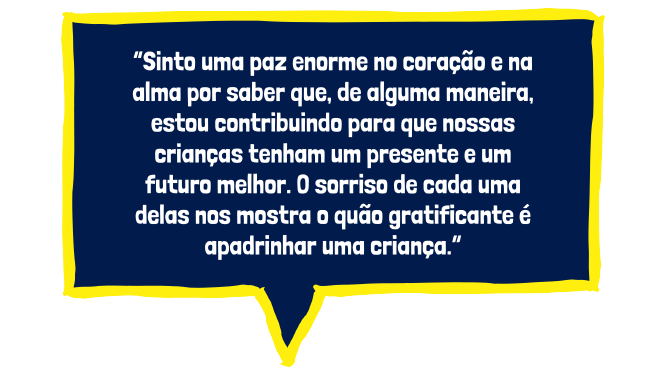 "Sinto uma paz enorme no coração e na
alma por saber que, de alguma maneira,
estou contribuindo para que nossas
crianças tenham um presente e um
futuro melhor. O sorriso de cada uma
delas nos mostra o quão gratificante é
apadrinhar uma criança."